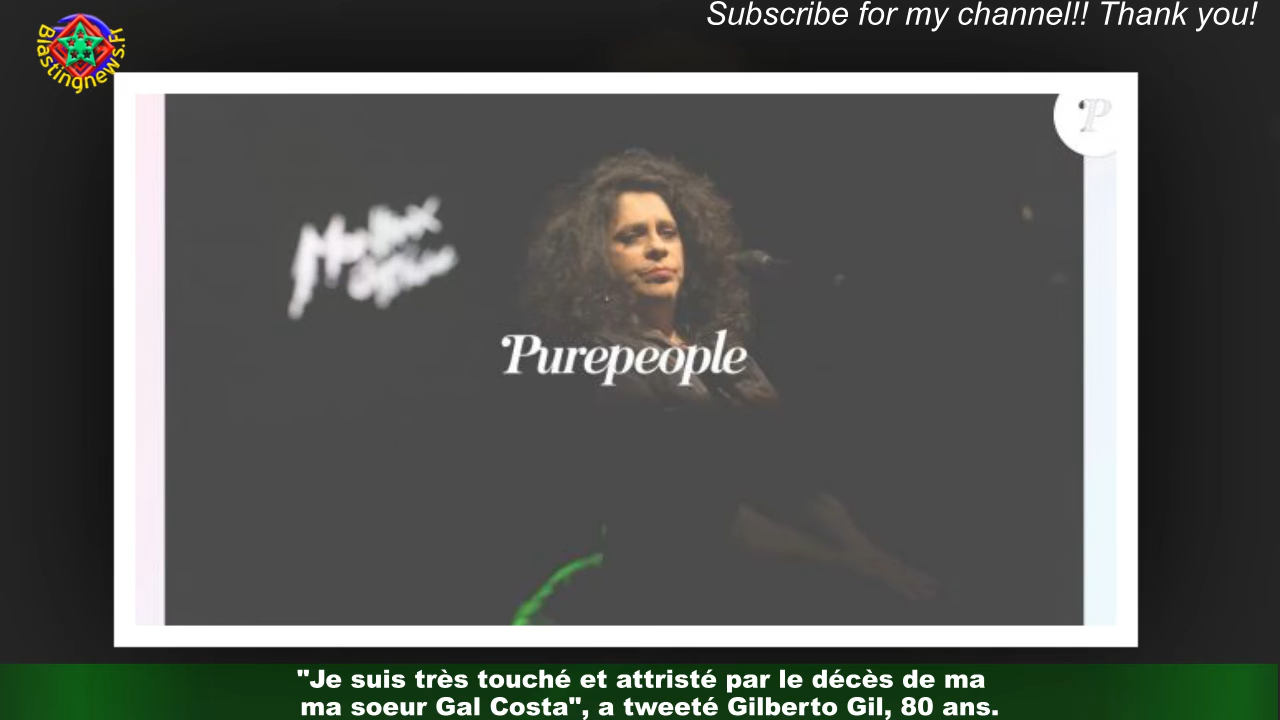 Subscribe for my channel!! Thank you!
Blastingnews.Fr
P
Montreux
Purepeople
"Je suis très touché et attristé par le décès de ma
ma soeur Gal Costa", a tweeté Gilberto Gil, 80 ans.